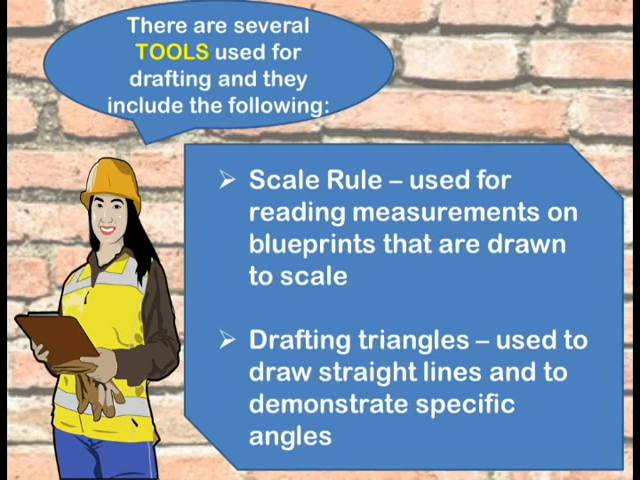 There are several
TOOLS used for
drafting and they
include the following:
➢ Scale Rule – used for
reading measurements on
blueprints that are drawn
to scale
➢ Drafting triangles – used to
draw straight lines and to
demonstrate specific
angles